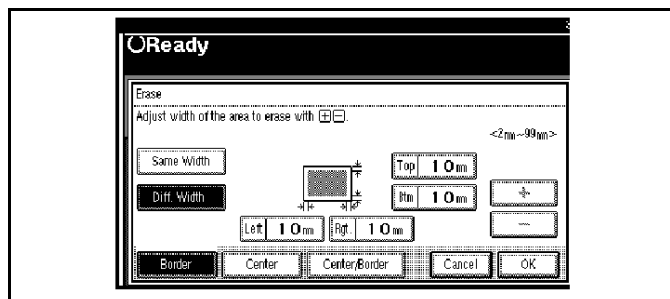 Ready
Erase
Adjust width of the area to erase with ⊞⊟.
<2mm~99mm>
Same Width
Top 10mm
Diff. Width
Btm 10mm
+
−
Left 10mm Rgt. 10mm
Border Center Center/Border Cancel OK